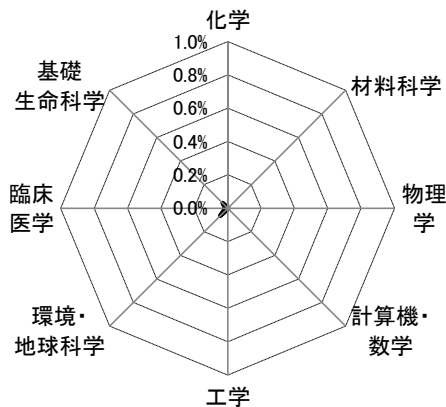 化学
1.0%
0.8%
0.6%
0.4%
0.2%
0.0%
材料科学
物理
学
計算機・
数学
工学
環境・
地球科学
臨床
医学
基礎
生命科学